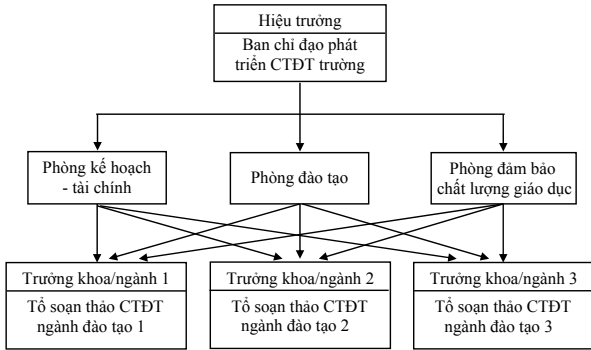 Hiệu trưởng
Ban chỉ đạo phát
triển CTĐT trường
Phòng kế hoạch
- tài chính
Phòng đào tạo
Phòng đảm bảo
chất lượng giáo dục
Trưởng khoa/ngành 1
Tổ soạn thảo CTĐT
ngành đào tạo 1
Trưởng khoa/ngành 2
Tổ soạn thảo CTĐT
ngành đào tạo 2
Trưởng khoa/ngành 3
Tổ soạn thảo CTĐT
ngành đào tạo 3